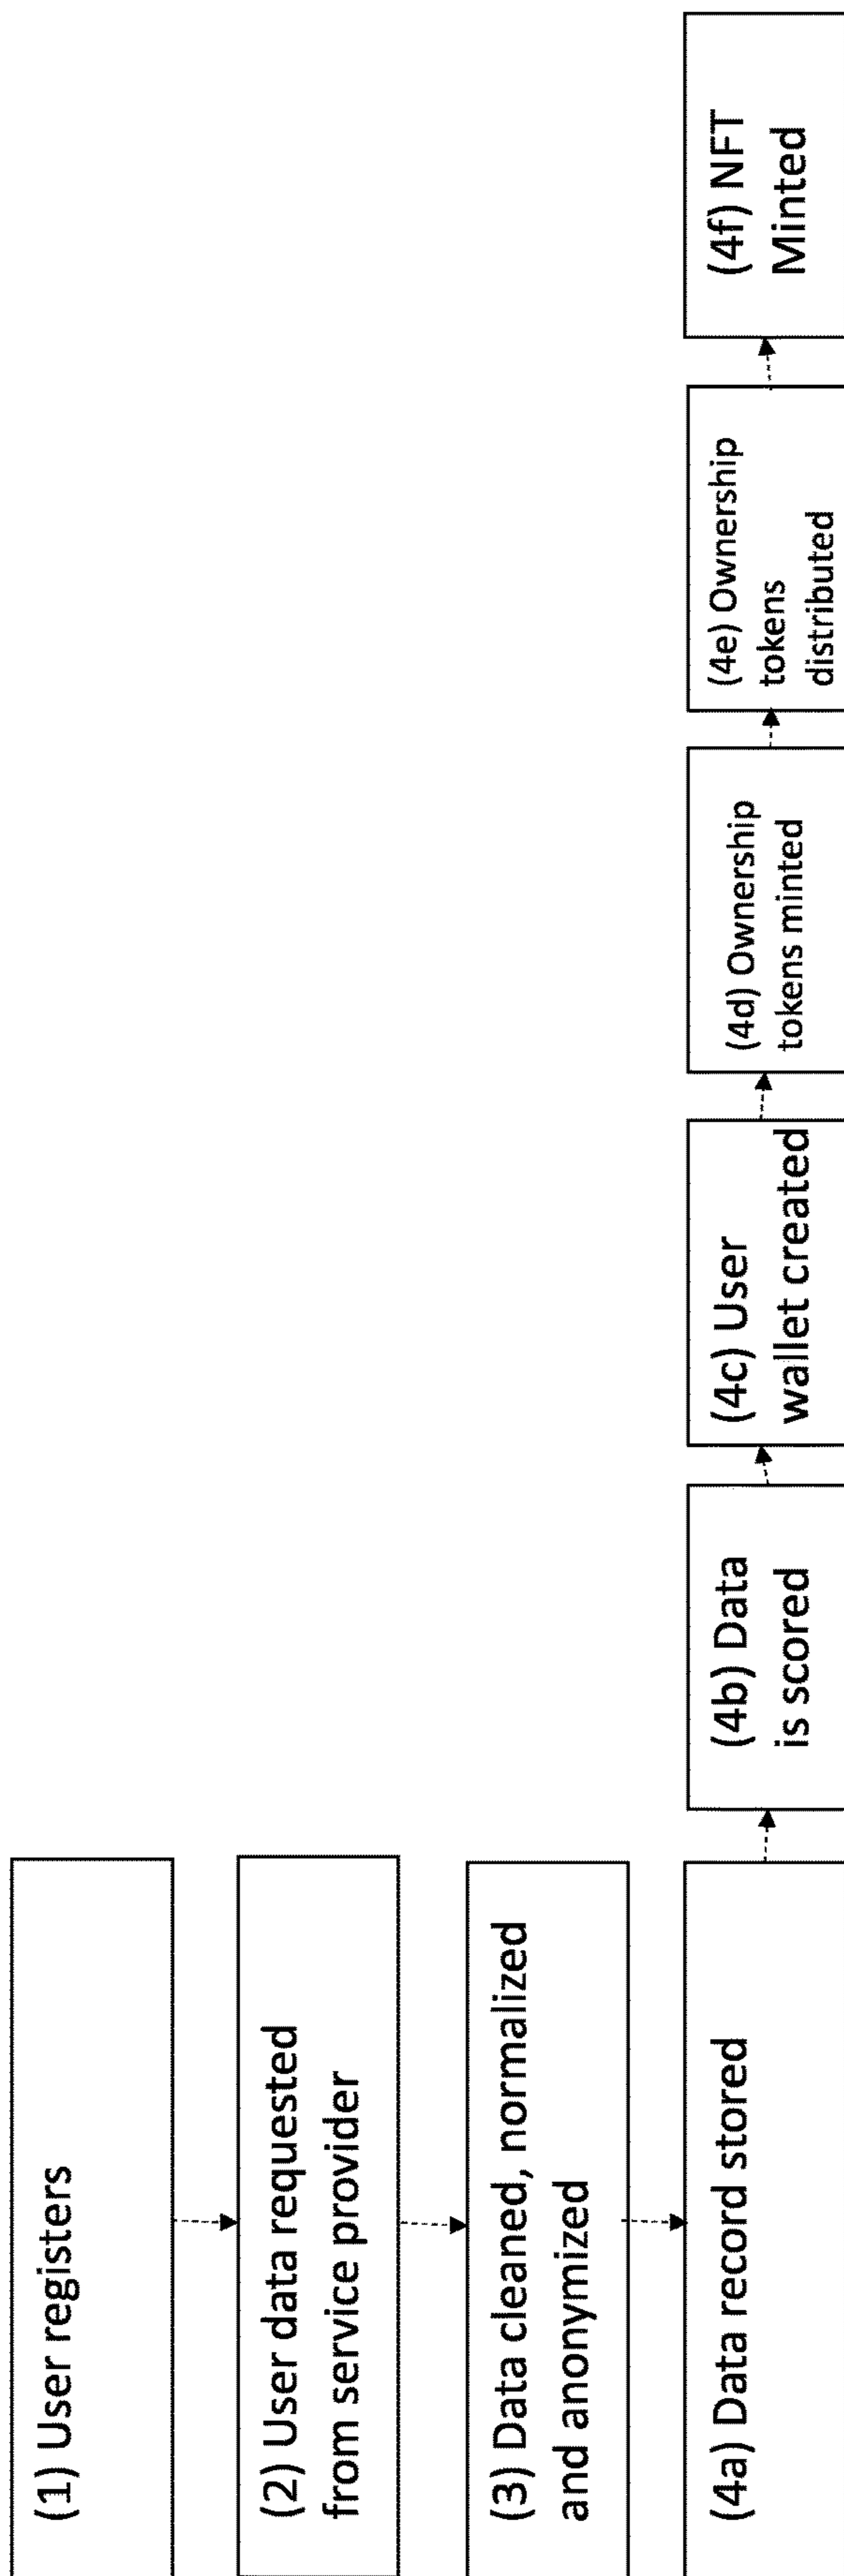 (1) User registers
(2) User data requested
from service provider
(3) Data cleaned, normalized
and anonymized
(4a) Data record stored
(4b) Data
is scored
(4c) User
wallet created
(4d) Ownership
tokens minted
(4e) Ownership
tokens
distributed
(4f) NFT
Minted